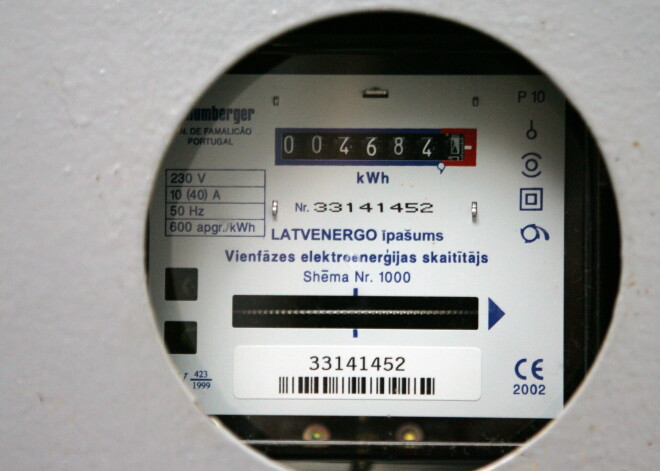 P 10
N. DE FAMALICÃO
PORTUGAL
004684
kWh
230 V
10 (40) A
50 Hz
600 apgr./kWh
Nr. 33141452
LATVENERGO īpašums
Vienfāzes elektroenerģijas skaitītājs
Shēma Nr. 1000
33141452
423
1999
CE
2002